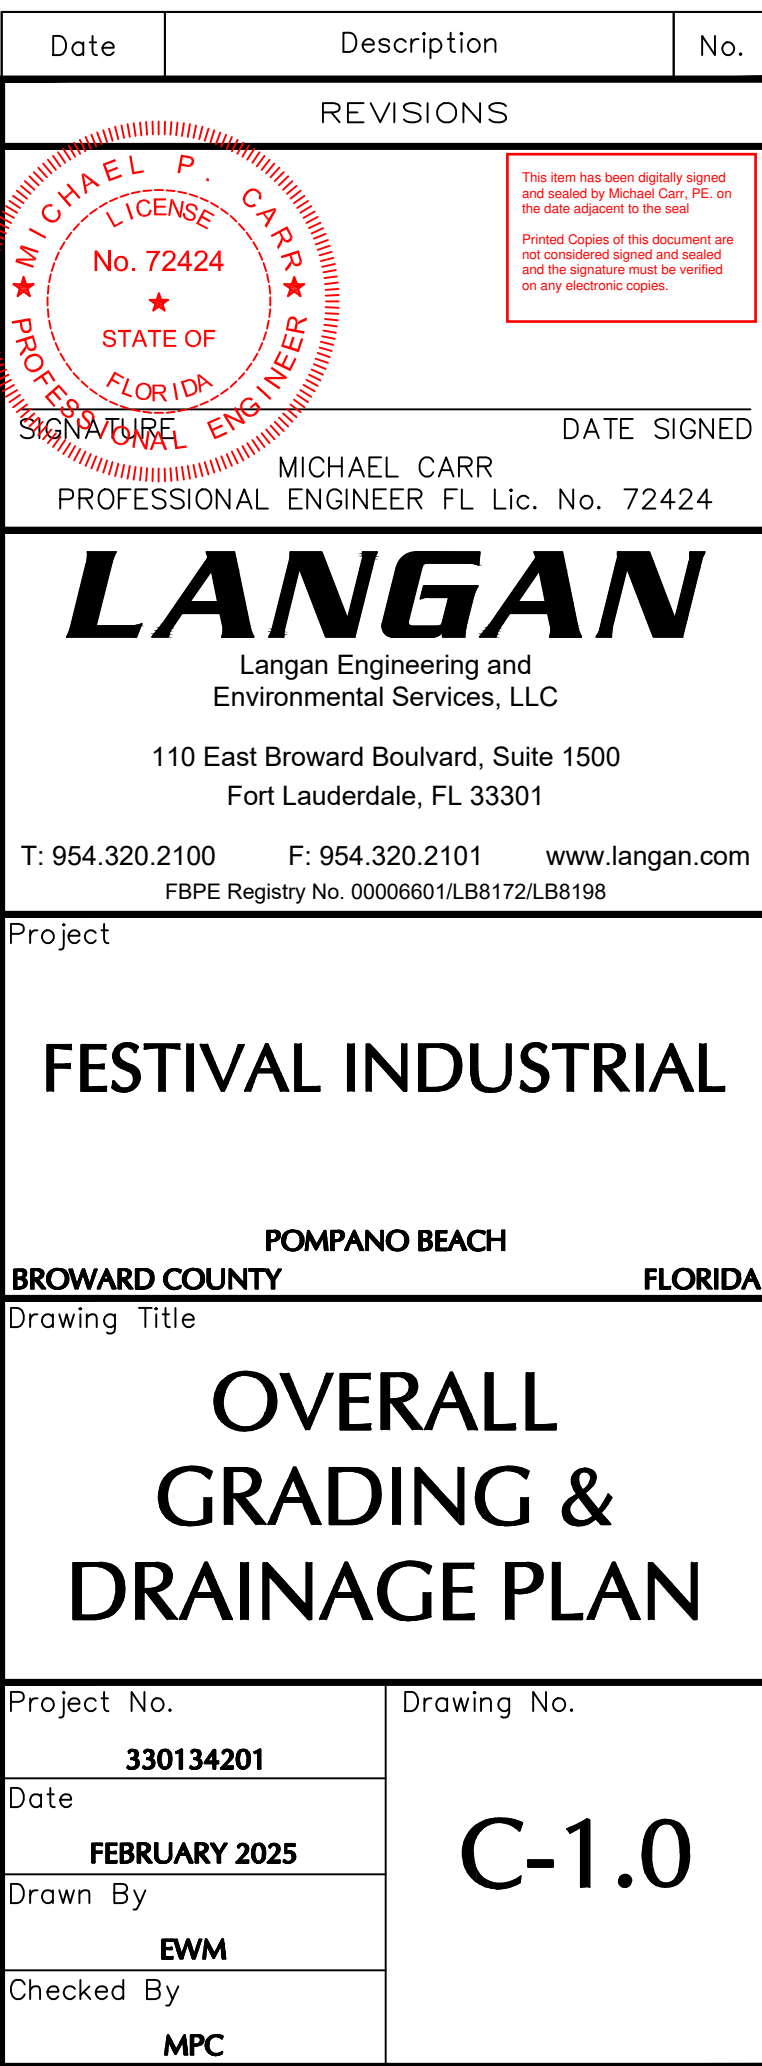 Date Description No.
REVISIONS
MICHAEL P. CARR
LICENSE
No. 72424
STATE OF
FLORIDA
PROFESSIONAL ENGINEER
This item has been digitally signed
and sealed by Michael Carr, PE. on
the date adjacent to the seal
Printed Copies of this document are
not considered signed and sealed
and the signature must be verified
on any electronic copies.
SIGNATURE DATE SIGNED
MICHAEL CARR
PROFESSIONAL ENGINEER FL Lic. No. 72424
LANGAN
Langan Engineering and
Environmental Services, LLC
110 East Broward Boulvard, Suite 1500
Fort Lauderdale, FL 33301
T: 954.320.2100 F: 954.320.2101 www.langan.com
FBPE Registry No. 00006601/LB8172/LB8198
Project
FESTIVAL INDUSTRIAL
POMPANO BEACH
BROWARD COUNTY FLORIDA
Drawing Title
OVERALL
GRADING &
DRAINAGE PLAN
Project No.
330134201
Date
FEBRUARY 2025
Drawn By
EWM
Checked By
MPC
Drawing No.
C-1.0